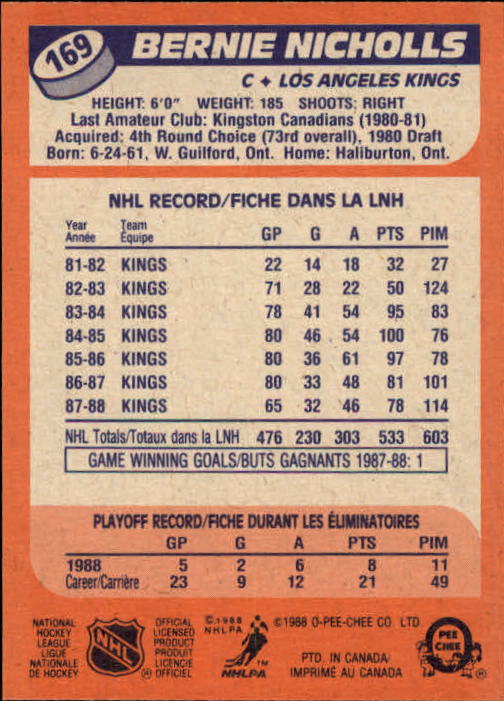 169
BERNIE NICHOLLS
C ✦ LOS ANGELES KINGS
HEIGHT: 6'0" WEIGHT: 185 SHOOTS: RIGHT
Last Amateur Club: Kingston Canadians (1980-81)
Acquired: 4th Round Choice (73rd overall), 1980 Draft
Born: 6-24-61, W. Guilford, Ont. Home: Haliburton, Ont.
NHL RECORD/FICHE DANS LA LNH
Year Team
Année Équipe GP G A PTS PIM
81-82 KINGS 22 14 18 32 27
82-83 KINGS 71 28 22 50 124
83-84 KINGS 78 41 54 95 83
84-85 KINGS 80 46 54 100 76
85-86 KINGS 80 36 61 97 78
86-87 KINGS 80 33 48 81 101
87-88 KINGS 65 32 46 78 114
NHL Totals/Totaux dans la LNH 476 230 303 533 603
GAME WINNING GOALS/BUTS GAGNANTS 1987-88: 1
PLAYOFF RECORD/FICHE DURANT LES ÉLIMINATOIRES
GP G A PTS PIM
1988 5 2 6 8 11
Career/Carrière 23 9 12 21 49
NATIONAL
HOCKEY
LEAGUE
LIGUE
NATIONALE
DE HOCKEY
NHL
®
OFFICIAL
LICENSED
PRODUCT
PRODUIT
LICENCIÉ
OFFICIEL
© 1988
NHLPA
NHLPA
™
©1988 O-PEE-CHEE CO. LTD.
PTD. IN CANADA
IMPRIMÉ AU CANADA
PEE
CHEE
®